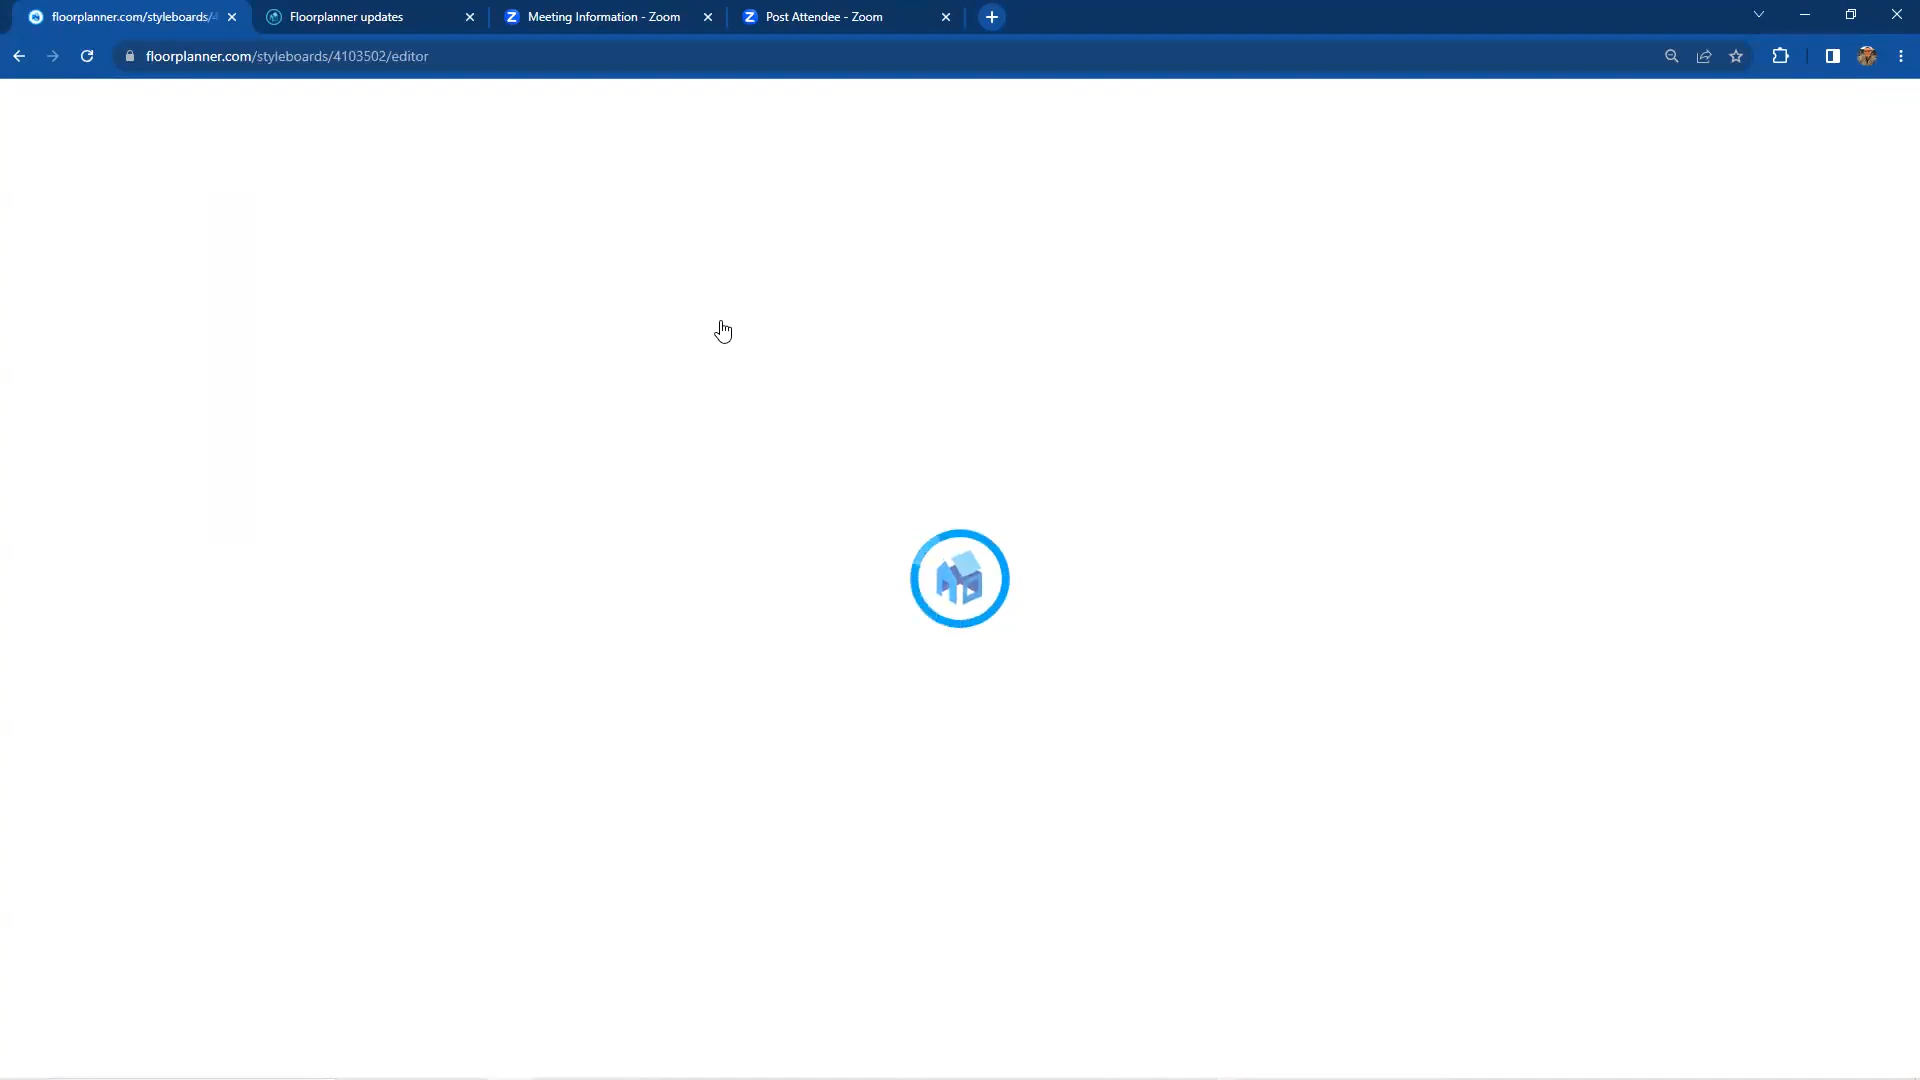 floorplanner.com/styleboards/4
Floorplanner updates
Meeting Information - Zoom
Post Attendee - Zoom
floorplanner.com/styleboards/4103502/editor